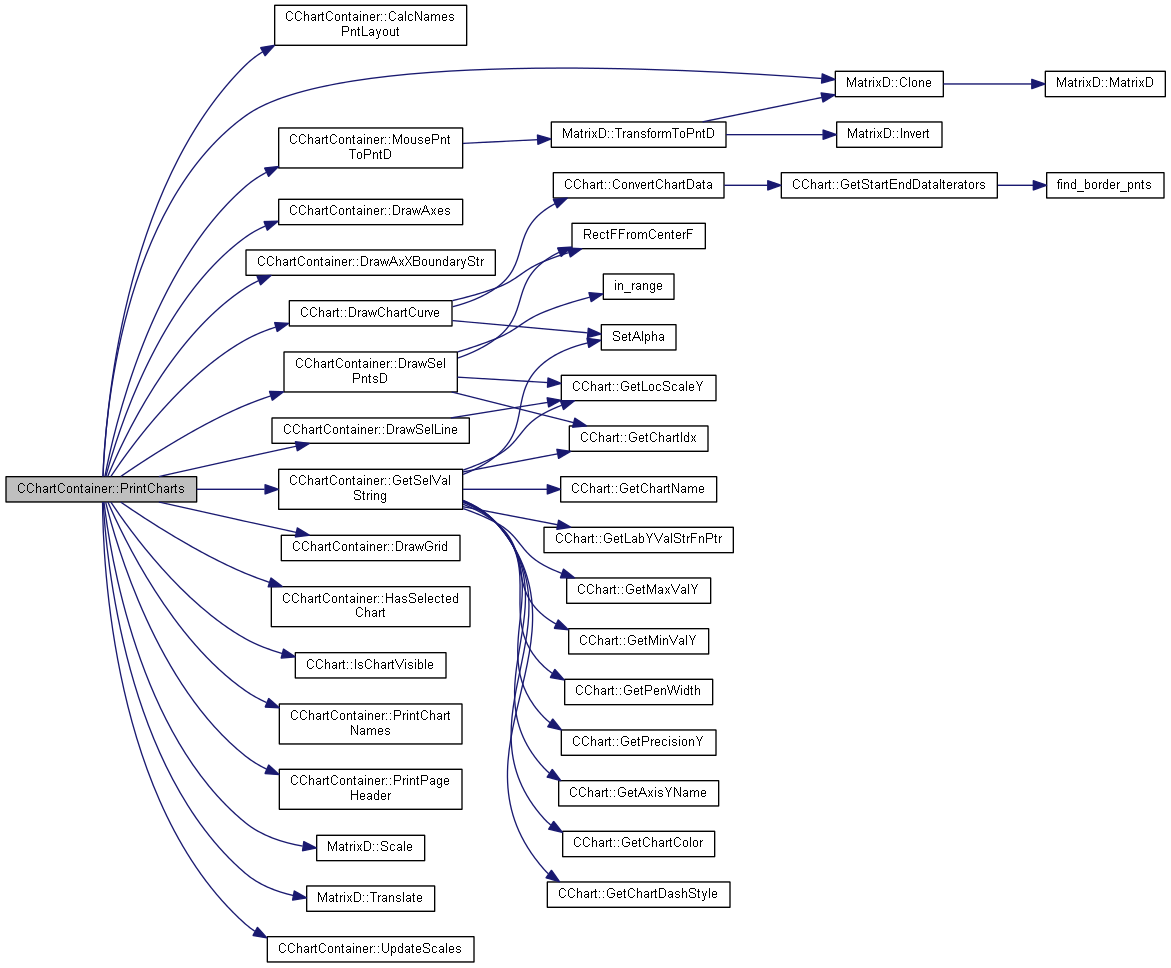 CChartContainer::PrintCharts
CChartContainer::CalcNames
PntLayout
CChartContainer::MousePnt
ToPntD
CChartContainer::DrawAxes
CChartContainer::DrawAxXBoundaryStr
CChart::DrawChartCurve
CChartContainer::DrawSel
PntsD
CChartContainer::DrawSelLine
CChartContainer::GetSelVal
String
CChartContainer::DrawGrid
CChartContainer::HasSelected
Chart
CChart::IsChartVisible
CChartContainer::PrintChart
Names
CChartContainer::PrintPage
Header
MatrixD::Scale
MatrixD::Translate
CChartContainer::UpdateScales
MatrixD::TransformToPntD
CChart::ConvertChartData
RectFFromCenterF
in_range
SetAlpha
CChart::GetLocScaleY
CChart::GetChartIdx
CChart::GetChartName
CChart::GetLabYValStrFnPtr
CChart::GetMaxValY
CChart::GetMinValY
CChart::GetPenWidth
CChart::GetPrecisionY
CChart::GetAxisYName
CChart::GetChartColor
CChart::GetChartDashStyle
MatrixD::Clone
MatrixD::Invert
CChart::GetStartEndDataIterators
MatrixD::MatrixD
find_border_pnts